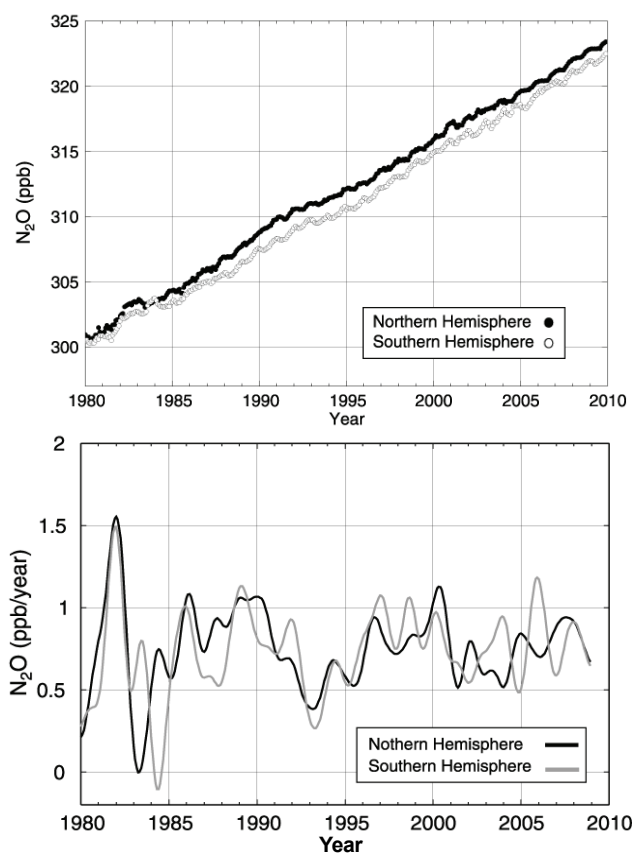 325
320
315
310
305
300
N₂O (ppb)
Northern Hemisphere
Southern Hemisphere
1980 1985 1990 1995 2000 2005 2010
Year
2
1.5
1
0.5
0
N₂O (ppb/year)
Nothern Hemisphere
Southern Hemisphere
1980 1985 1990 1995 2000 2005 2010
Year